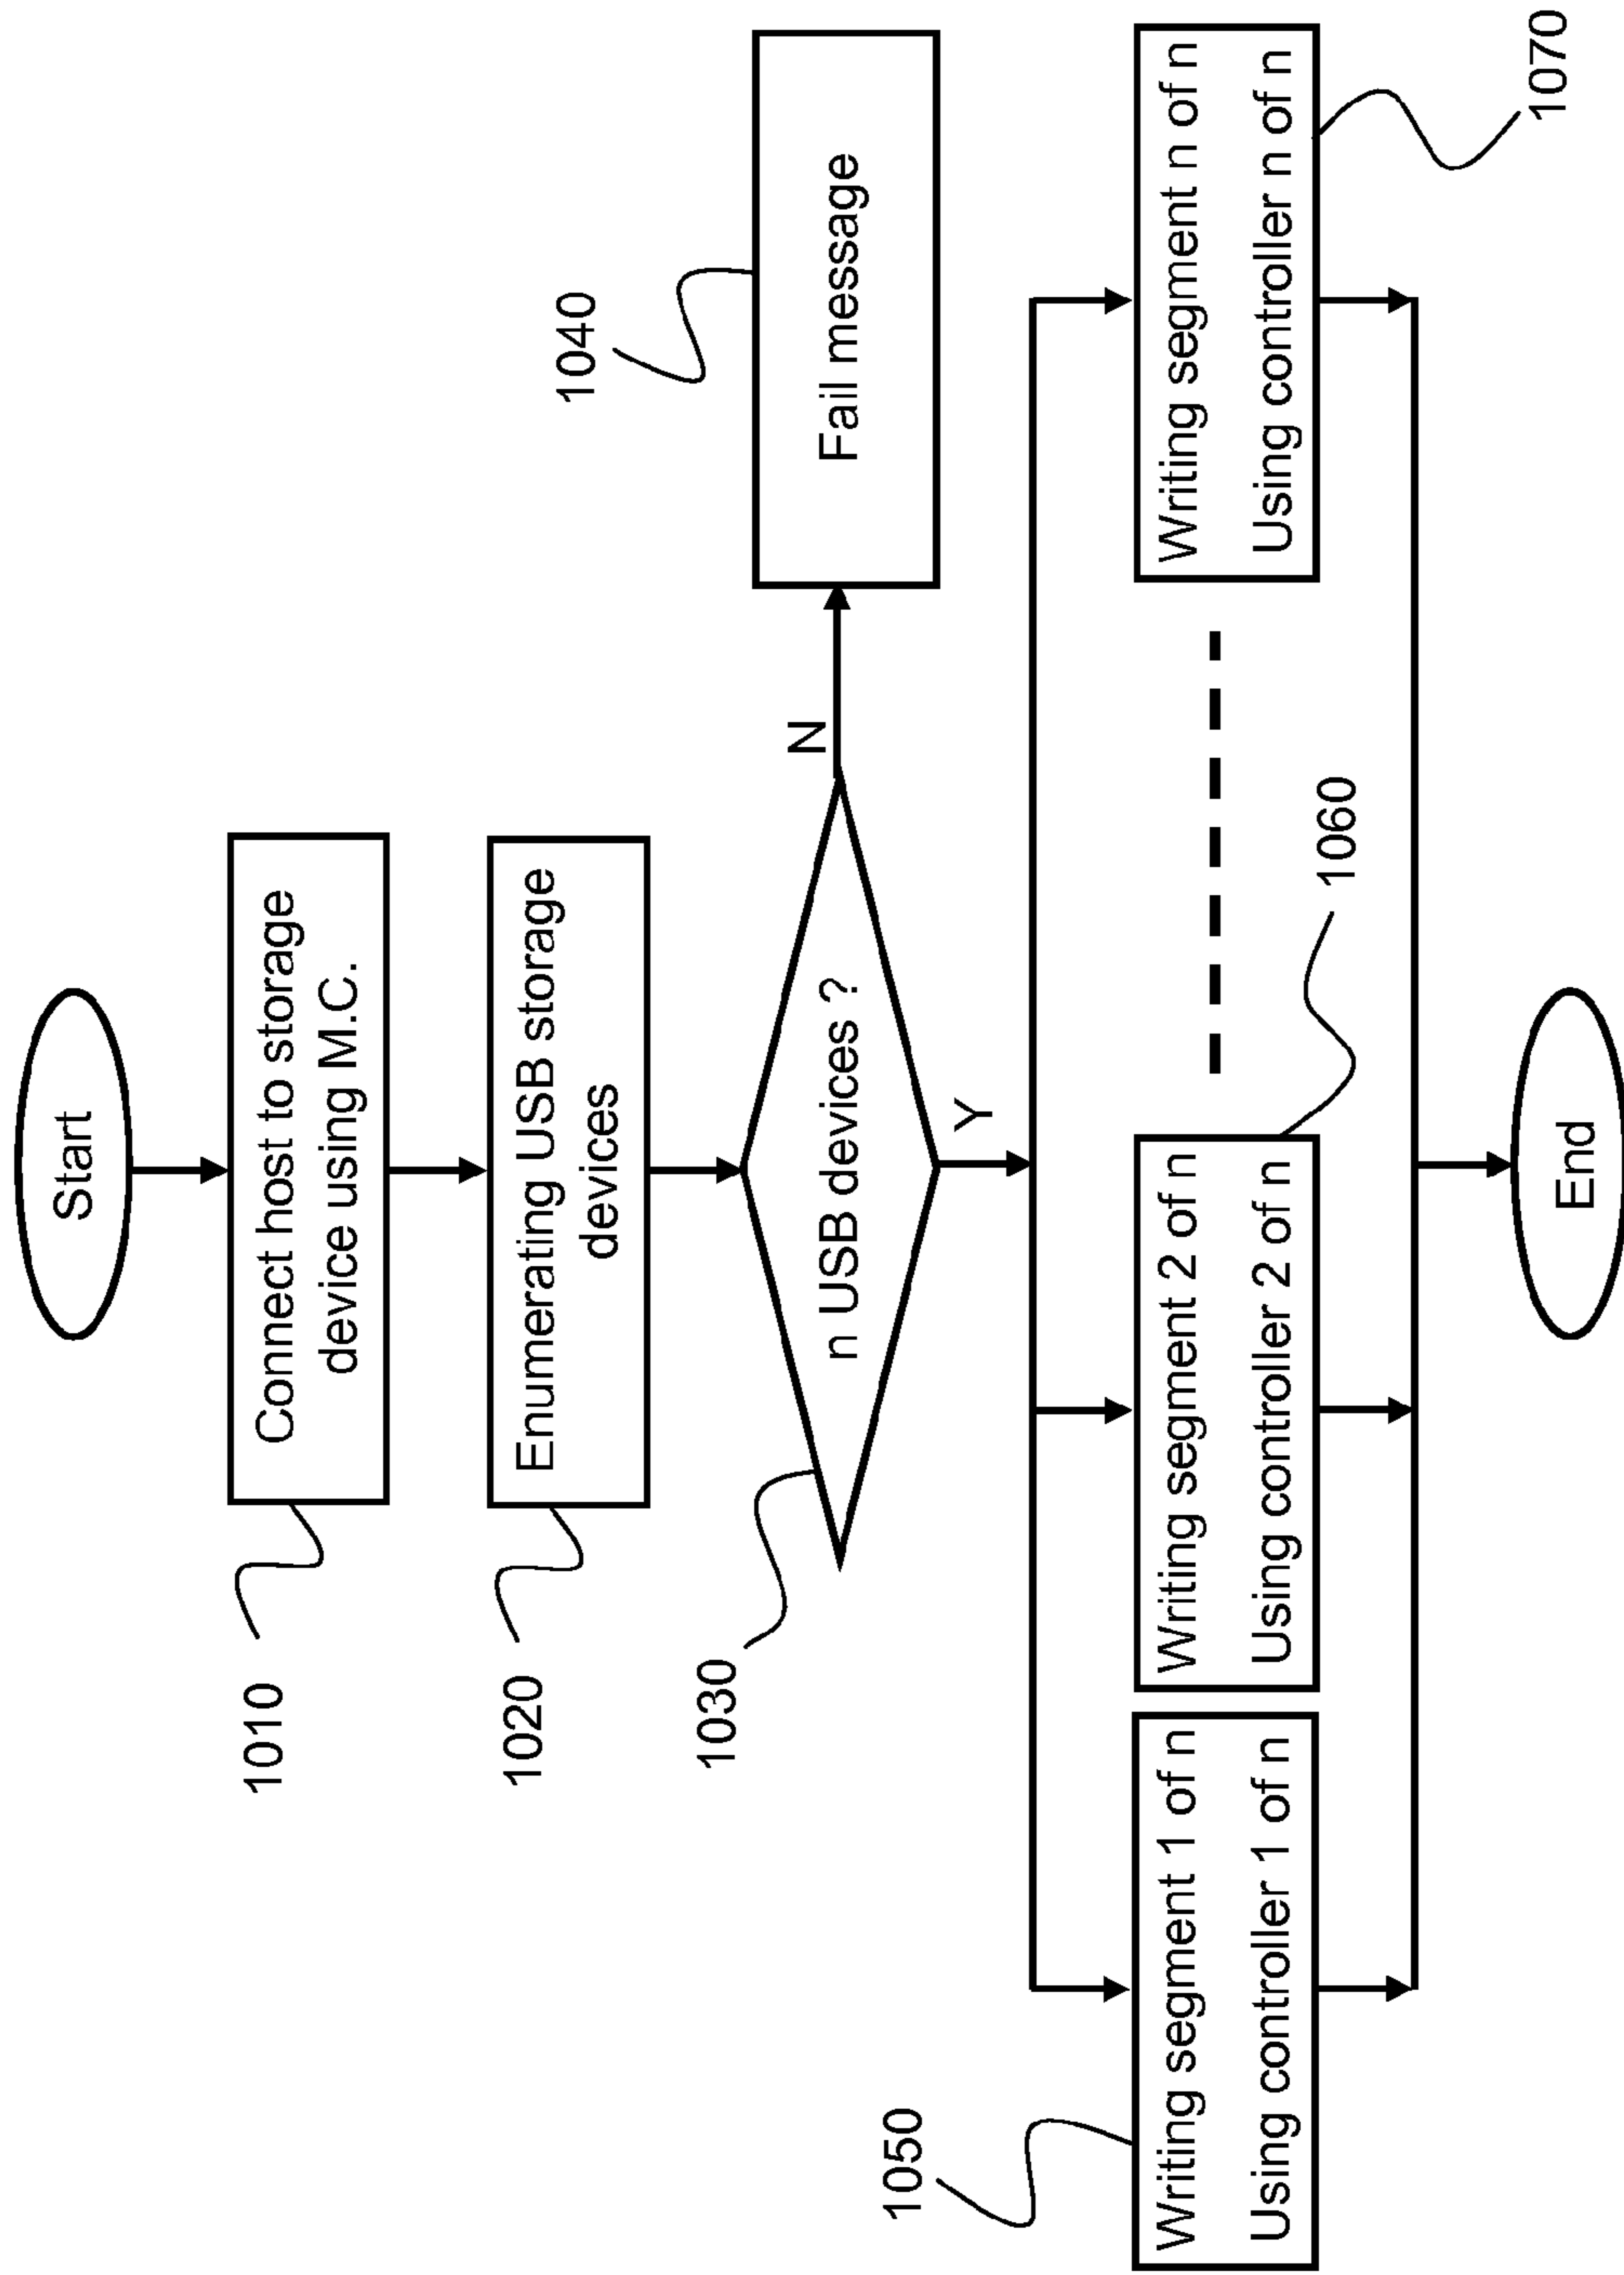 Start
1010
Connect host to storage
device using M.C.
1020
Enumerating USB storage
devices
1030
n USB devices ?
N
1040
Fail message
Y
1050
Writing segment 1 of n
Using controller 1 of n
Writing segment 2 of n
Using controller 2 of n
1060
Writing segment n of n
Using controller n of n
1070
End